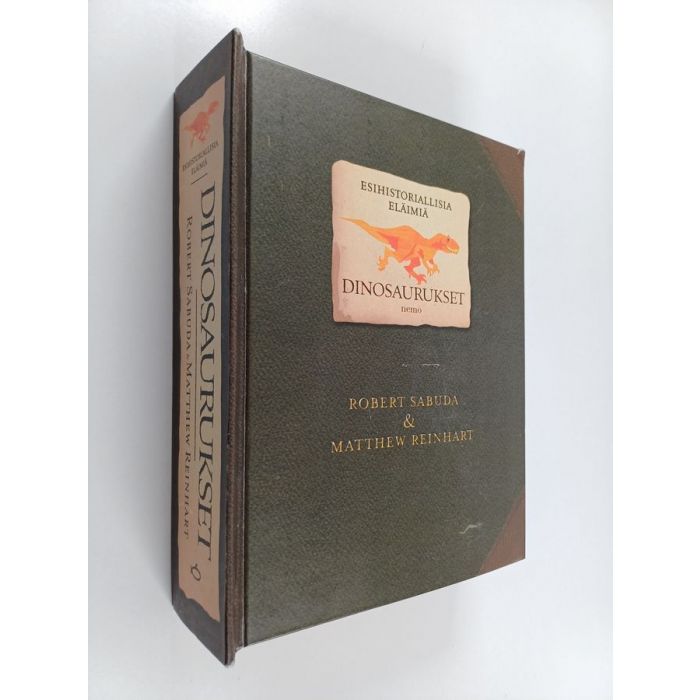 ESIHISTORIALLISIA
ELÄIMIÄ
DINOSAURUKSET
nemo
ROBERT SABUDA
&
MATTHEW REINHART
ESIHISTORIALLISIA
ELÄIMIÄ
DINOSAURUKSET
ROBERT SABUDA & MATTHEW REINHART